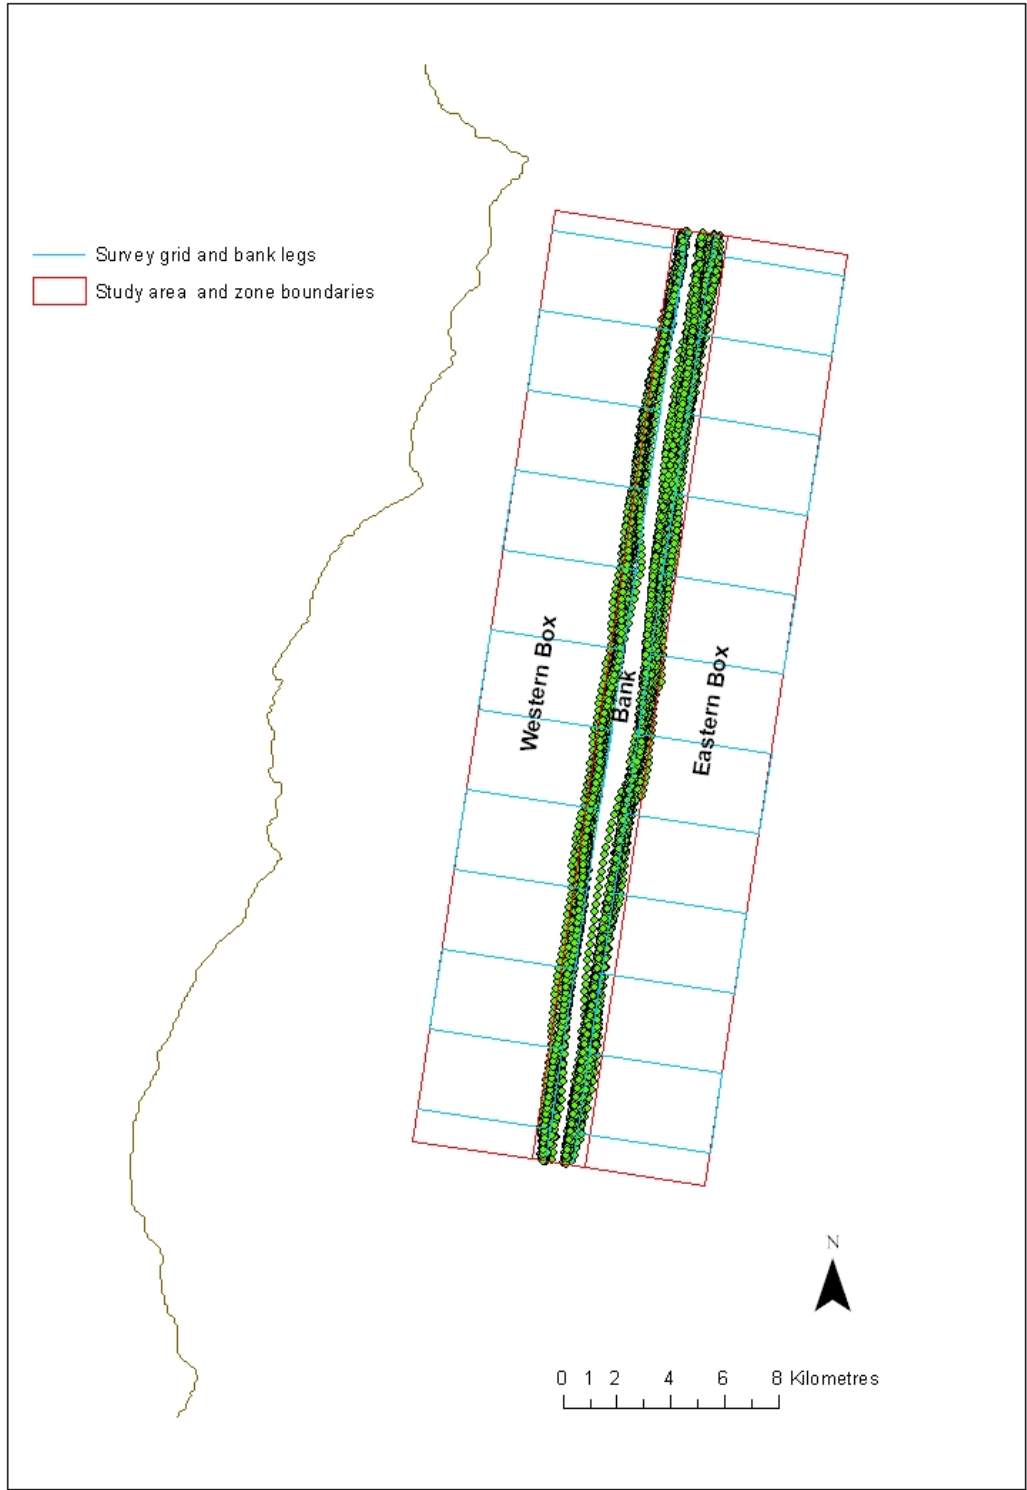 Survey grid and bank legs
Study area and zone boundaries
Western Box
Bank
Eastern Box
N
0 1 2 4 6 8 Kilometres